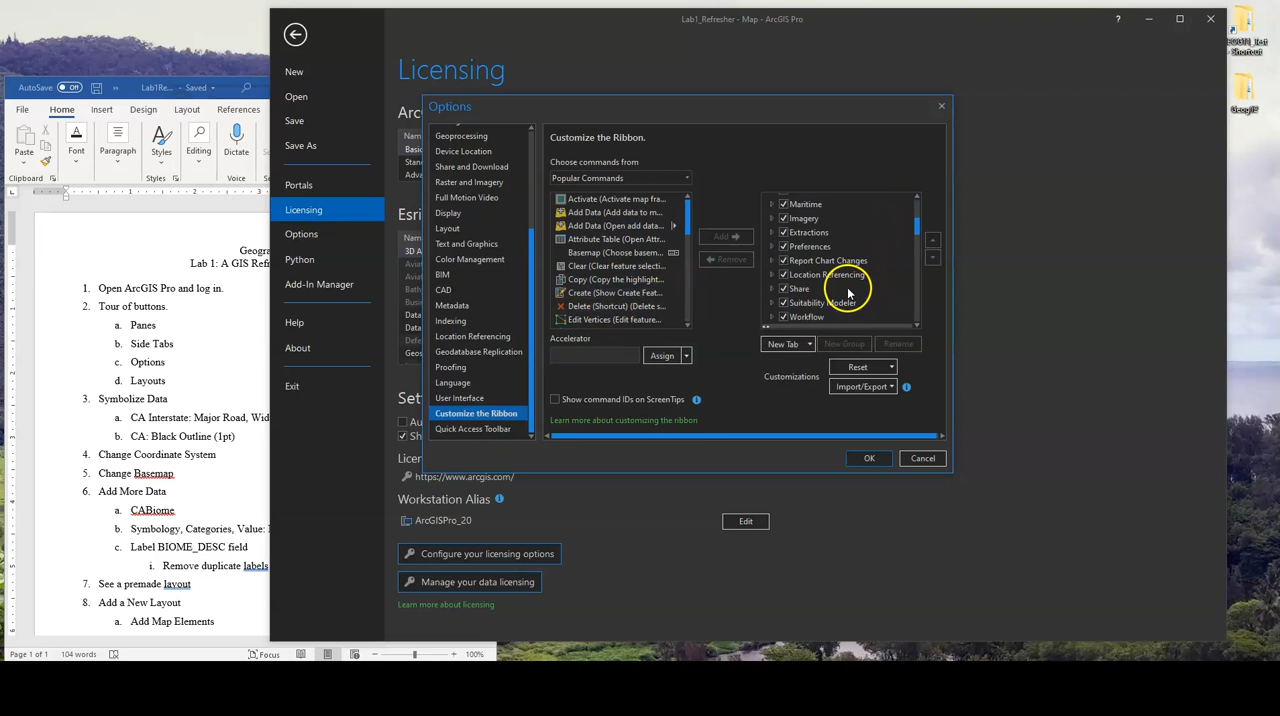 Lab1_Refresher - Map - ArcGIS Pro
?
AutoSave Off Lab1Re... - Saved
File Home Insert Design Layout References
Paste Font Paragraph Styles Editing Dictate
Clipboard Styles
1 2 3
Lab 1: A GIS Ref
1. Open ArcGIS Pro and log in.
2. Tour of buttons.
a. Panes
b. Side Tabs
c. Options
d. Layouts
3. Symbolize Data
a. CA Interstate: Major Road, Wid
b. CA: Black Outline (1pt)
4. Change Coordinate System
5. Change Basemap
6. Add More Data
a. CABiome
b. Symbology, Categories, Value:
c. Label BIOME_DESC field
i. Remove duplicate labels
7. See a premade layout
8. Add a New Layout
a. Add Map Elements
Page 1 of 1 104 words Focus 100%
New
Open
Save
Save As
Portals
Licensing
Options
Python
Add-In Manager
Help
About
Exit
Licensing
Options
Geoprocessing
Device Location
Share and Download
Raster and Imagery
Full Motion Video
Display
Layout
Text and Graphics
Color Management
BIM
CAD
Metadata
Indexing
Location Referencing
Geodatabase Replication
Proofing
Language
User Interface
Customize the Ribbon
Quick Access Toolbar
Customize the Ribbon.
Choose commands from
Popular Commands
Activate (Activate map fra...
Add Data (Add data to m...
Add Data (Open add data...
Attribute Table (Open Attr...
Basemap (Choose basem...
Clear (Clear feature selecti...
Copy (Copy the highlight...
Create (Show Create Feat...
Delete (Shortcut) (Delete s...
Edit Vertices (Edit feature...
Accelerator
Assign
Add
Remove
Maritime
Imagery
Extractions
Preferences
Report Chart Changes
Location Referencing
Share
Suitability Modeler
Workflow
New Tab New Group Rename
Customizations Reset
Import/Export
Show command IDs on ScreenTips
Learn more about customizing the ribbon
OK Cancel
https://www.arcgis.com/
Workstation Alias
ArcGISPro_20 Edit
Configure your licensing options
Manage your data licensing
Learn more about licensing